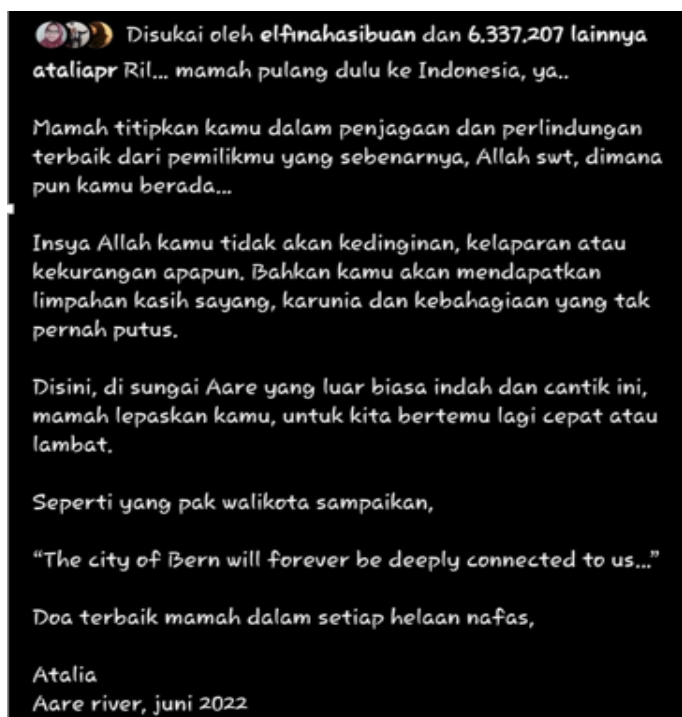 Disukai oleh elfinahasibuan dan 6.337.207 lainnya
ataliapr Ril... mamah pulang dulu ke Indonesia, ya..
Mamah titipkan kamu dalam penjagaan dan perlindungan
terbaik dari pemilikmu yang sebenarnya, Allah swt, dimana
pun kamu berada...
Insya Allah kamu tidak akan kedinginan, kelaparan atau
kekurangan apapun. Bahkan kamu akan mendapatkan
limpahan kasih sayang, karunia dan kebahagiaan yang tak
pernah putus.
Disini, di sungai Aare yang luar biasa indah dan cantik ini,
mamah lepaskan kamu, untuk kita bertemu lagi cepat atau
lambat.
Seperti yang pak walikota sampaikan,
“The city of Bern will forever be deeply connected to us...”
Doa terbaik mamah dalam setiap helaan nafas,
Atalia
Aare river, juni 2022